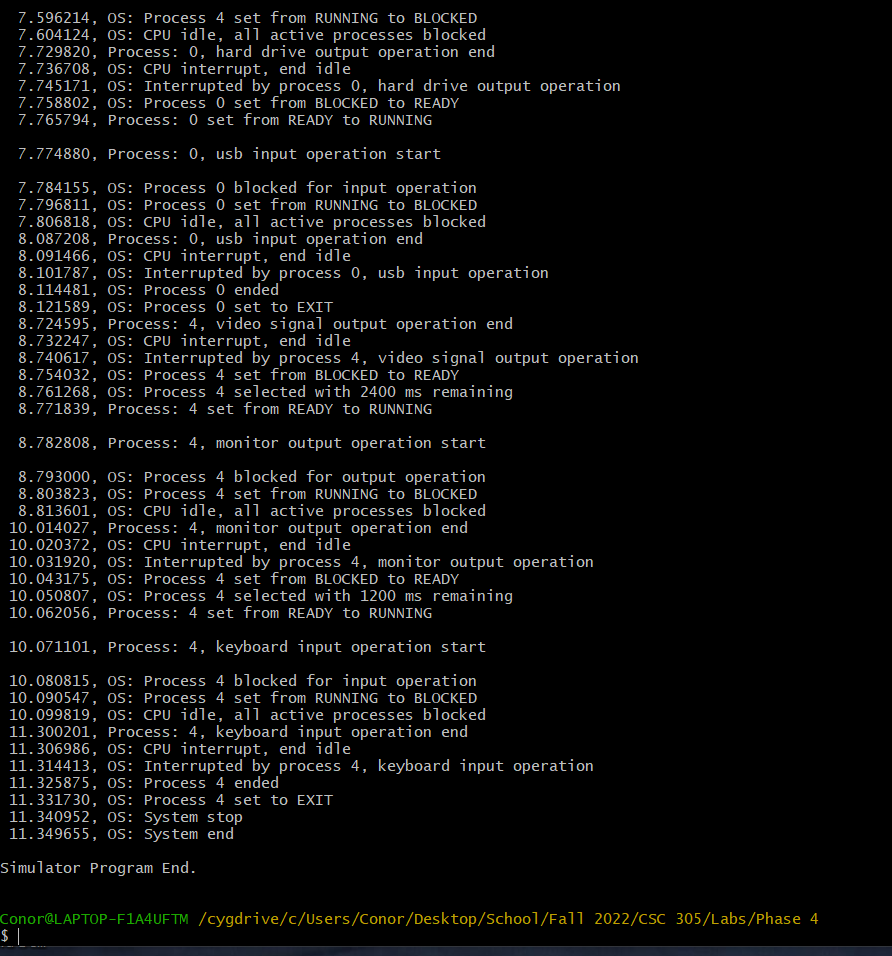 7.596214, OS: Process 4 set from RUNNING to BLOCKED
7.604124, OS: CPU idle, all active processes blocked
7.729820, Process: 0, hard drive output operation end
7.736708, OS: CPU interrupt, end idle
7.745171, OS: Interrupted by process 0, hard drive output operation
7.758802, OS: Process 0 set from BLOCKED to READY
7.765794, Process: 0 set from READY to RUNNING
7.774880, Process: 0, usb input operation start
7.784155, OS: Process 0 blocked for input operation
7.796811, OS: Process 0 set from RUNNING to BLOCKED
7.806818, OS: CPU idle, all active processes blocked
8.087208, Process: 0, usb input operation end
8.091466, OS: CPU interrupt, end idle
8.101787, OS: Interrupted by process 0, usb input operation
8.114481, OS: Process 0 ended
8.121589, OS: Process 0 set to EXIT
8.724595, Process: 4, video signal output operation end
8.732247, OS: CPU interrupt, end idle
8.740617, OS: Interrupted by process 4, video signal output operation
8.754032, OS: Process 4 set from BLOCKED to READY
8.761268, OS: Process 4 selected with 2400 ms remaining
8.771839, Process: 4 set from READY to RUNNING
8.782808, Process: 4, monitor output operation start
8.793000, OS: Process 4 blocked for output operation
8.803823, OS: Process 4 set from RUNNING to BLOCKED
8.813601, OS: CPU idle, all active processes blocked
10.014027, Process: 4, monitor output operation end
10.020372, OS: CPU interrupt, end idle
10.031920, OS: Interrupted by process 4, monitor output operation
10.043175, OS: Process 4 set from BLOCKED to READY
10.050807, OS: Process 4 selected with 1200 ms remaining
10.062056, Process: 4 set from READY to RUNNING
10.071101, Process: 4, keyboard input operation start
10.080815, OS: Process 4 blocked for input operation
10.090547, OS: Process 4 set from RUNNING to BLOCKED
10.099819, OS: CPU idle, all active processes blocked
11.300201, Process: 4, keyboard input operation end
11.306986, OS: CPU interrupt, end idle
11.314413, OS: Interrupted by process 4, keyboard input operation
11.325875, OS: Process 4 ended
11.331730, OS: Process 4 set to EXIT
11.340952, OS: System stop
11.349655, OS: System end
Simulator Program End.
Conor@LAPTOP-F1A4UFTM /cygdrive/c/Users/Conor/Desktop/School/Fall 2022/CSC 305/Labs/Phase 4
$